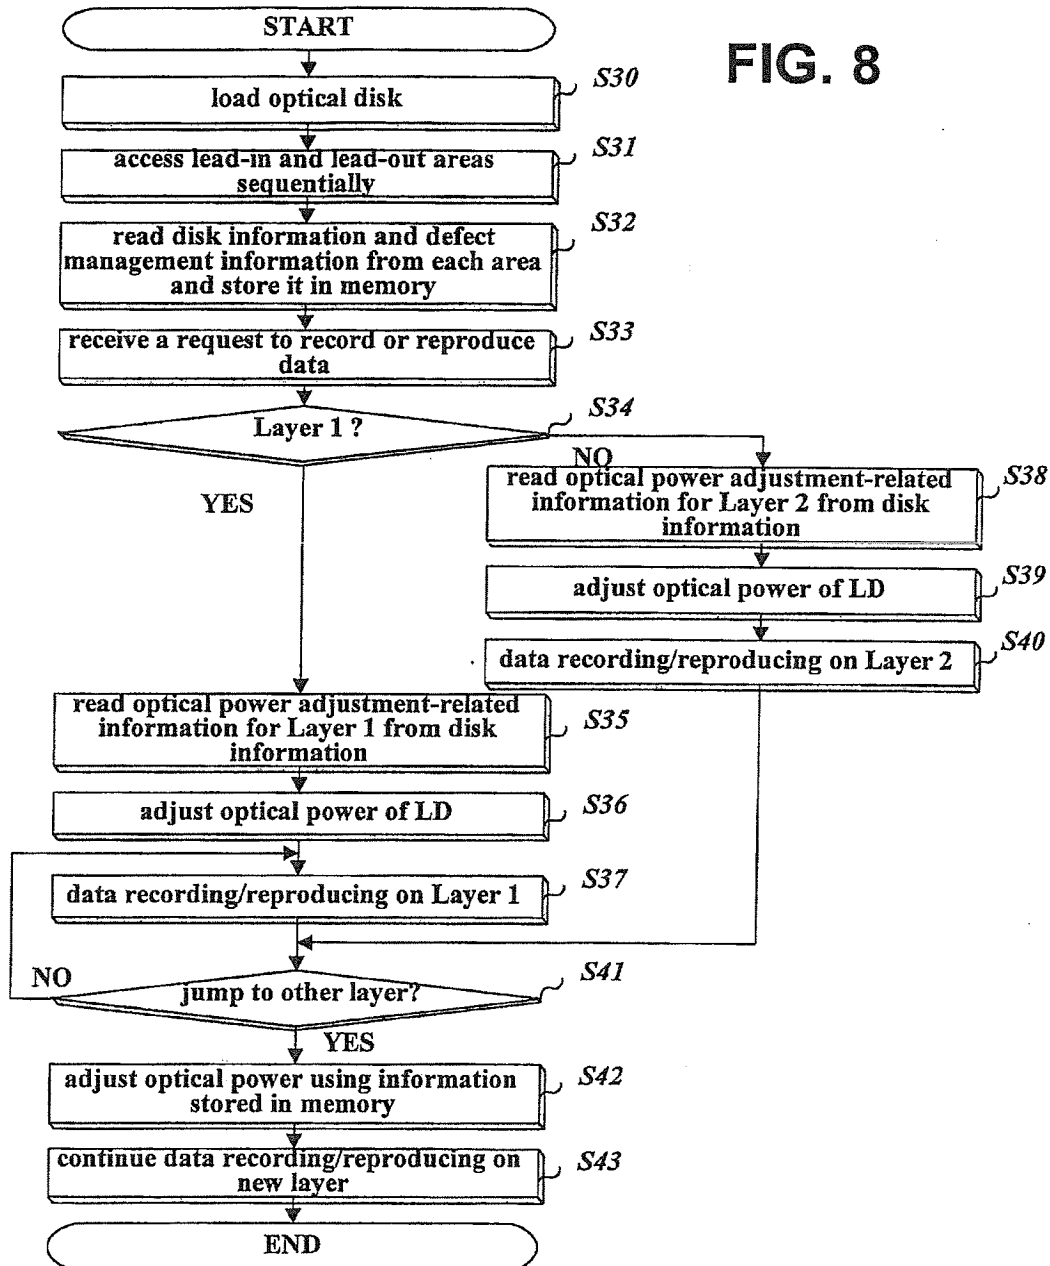 START
FIG. 8
S30
load optical disk
S31
access lead-in and lead-out areas
sequentially
S32
read disk information and defect
management information from each area
and store it in memory
S33
receive a request to record or reproduce
data
S34
Layer 1 ?
NO
YES
S38
read optical power adjustment-related
information for Layer 2 from disk
information
S39
adjust optical power of LD
S40
data recording/reproducing on Layer 2
read optical power adjustment-related
information for Layer 1 from disk
information
S35
adjust optical power of LD
S36
data recording/reproducing on Layer 1
S37
S41
NO
jump to other layer?
YES
adjust optical power using information
stored in memory
S42
continue data recording/reproducing on
new layer
S43
END